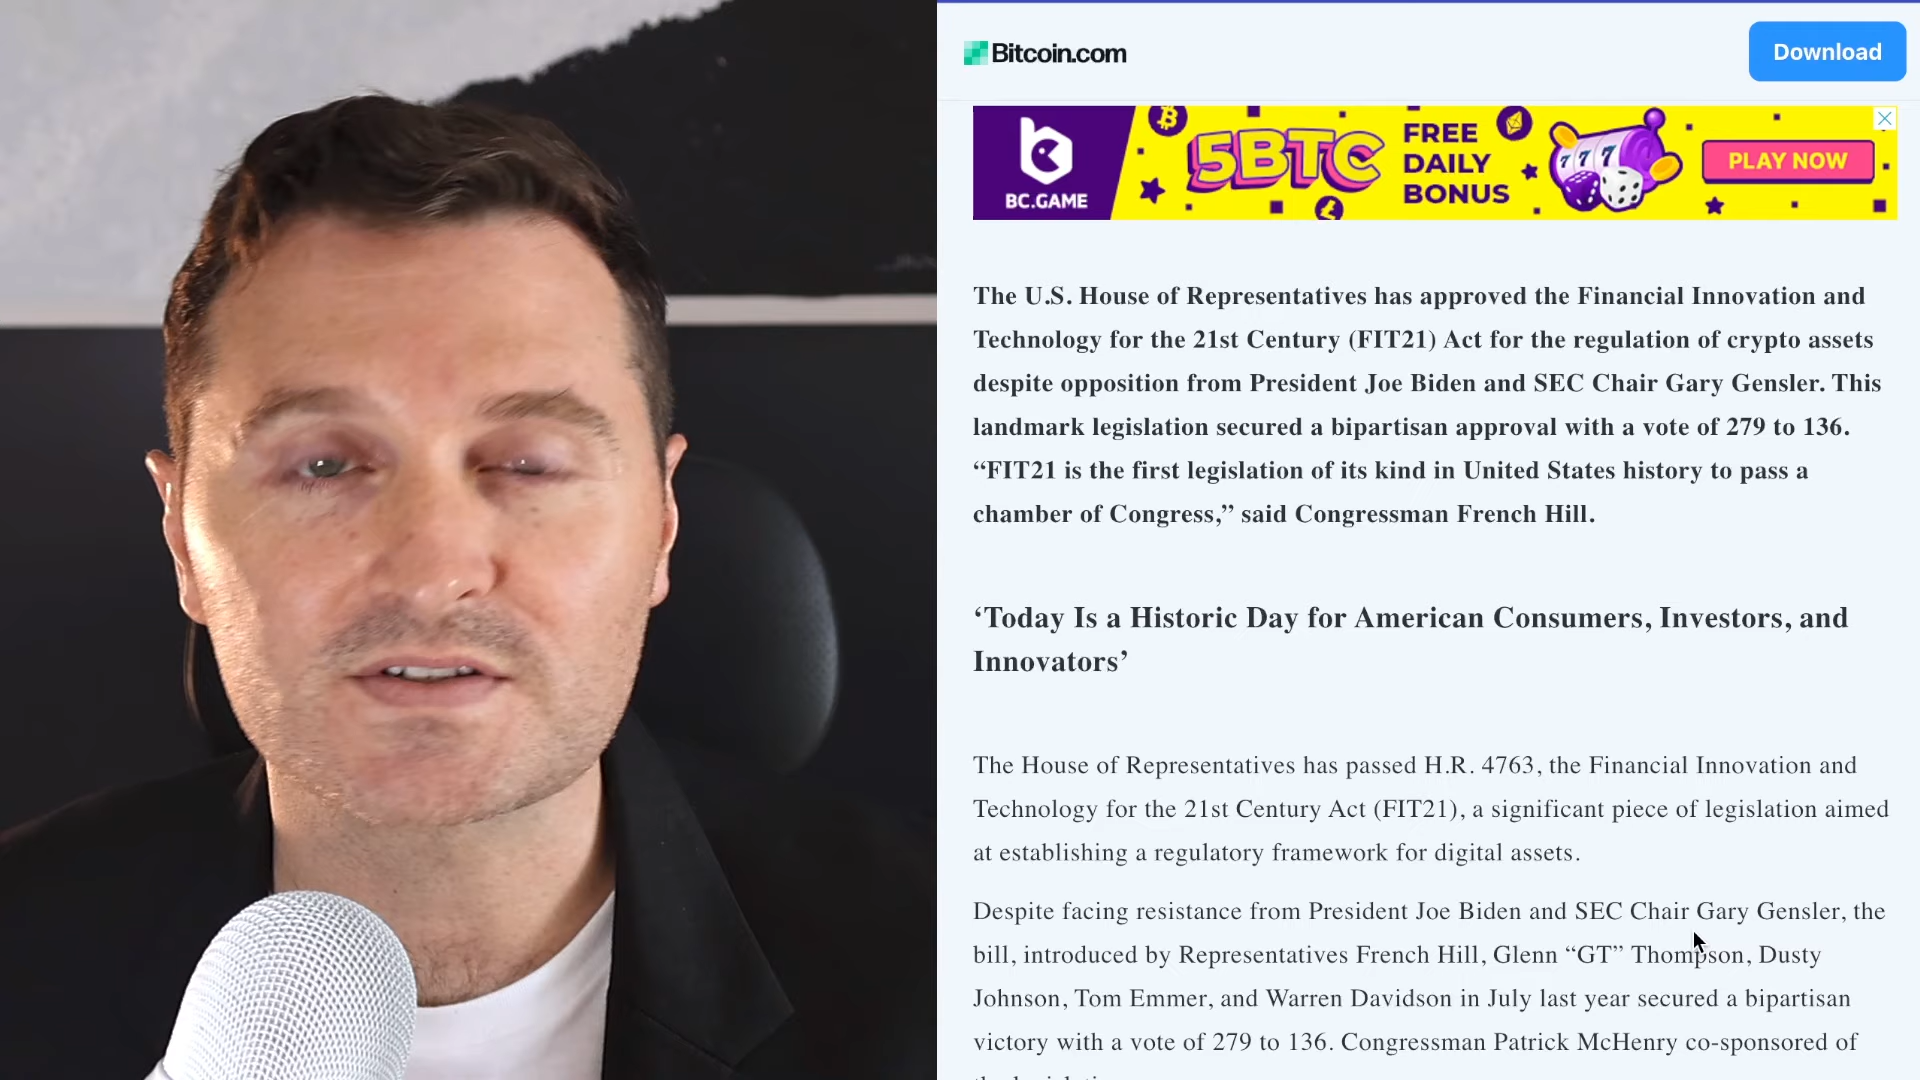 Bitcoin.com
Download
BC.GAME
5BTC
FREE
DAILY
BONUS
777
PLAY NOW
The U.S. House of Representatives has approved the Financial Innovation and
Technology for the 21st Century (FIT21) Act for the regulation of crypto assets
despite opposition from President Joe Biden and SEC Chair Gary Gensler. This
landmark legislation secured a bipartisan approval with a vote of 279 to 136.
“FIT21 is the first legislation of its kind in United States history to pass a
chamber of Congress,” said Congressman French Hill.
‘Today Is a Historic Day for American Consumers, Investors, and
Innovators’
The House of Representatives has passed H.R. 4763, the Financial Innovation and
Technology for the 21st Century Act (FIT21), a significant piece of legislation aimed
at establishing a regulatory framework for digital assets.
Despite facing resistance from President Joe Biden and SEC Chair Gary Gensler, the
bill, introduced by Representatives French Hill, Glenn “GT” Thompson, Dusty
Johnson, Tom Emmer, and Warren Davidson in July last year secured a bipartisan
victory with a vote of 279 to 136. Congressman Patrick McHenry co-sponsored of